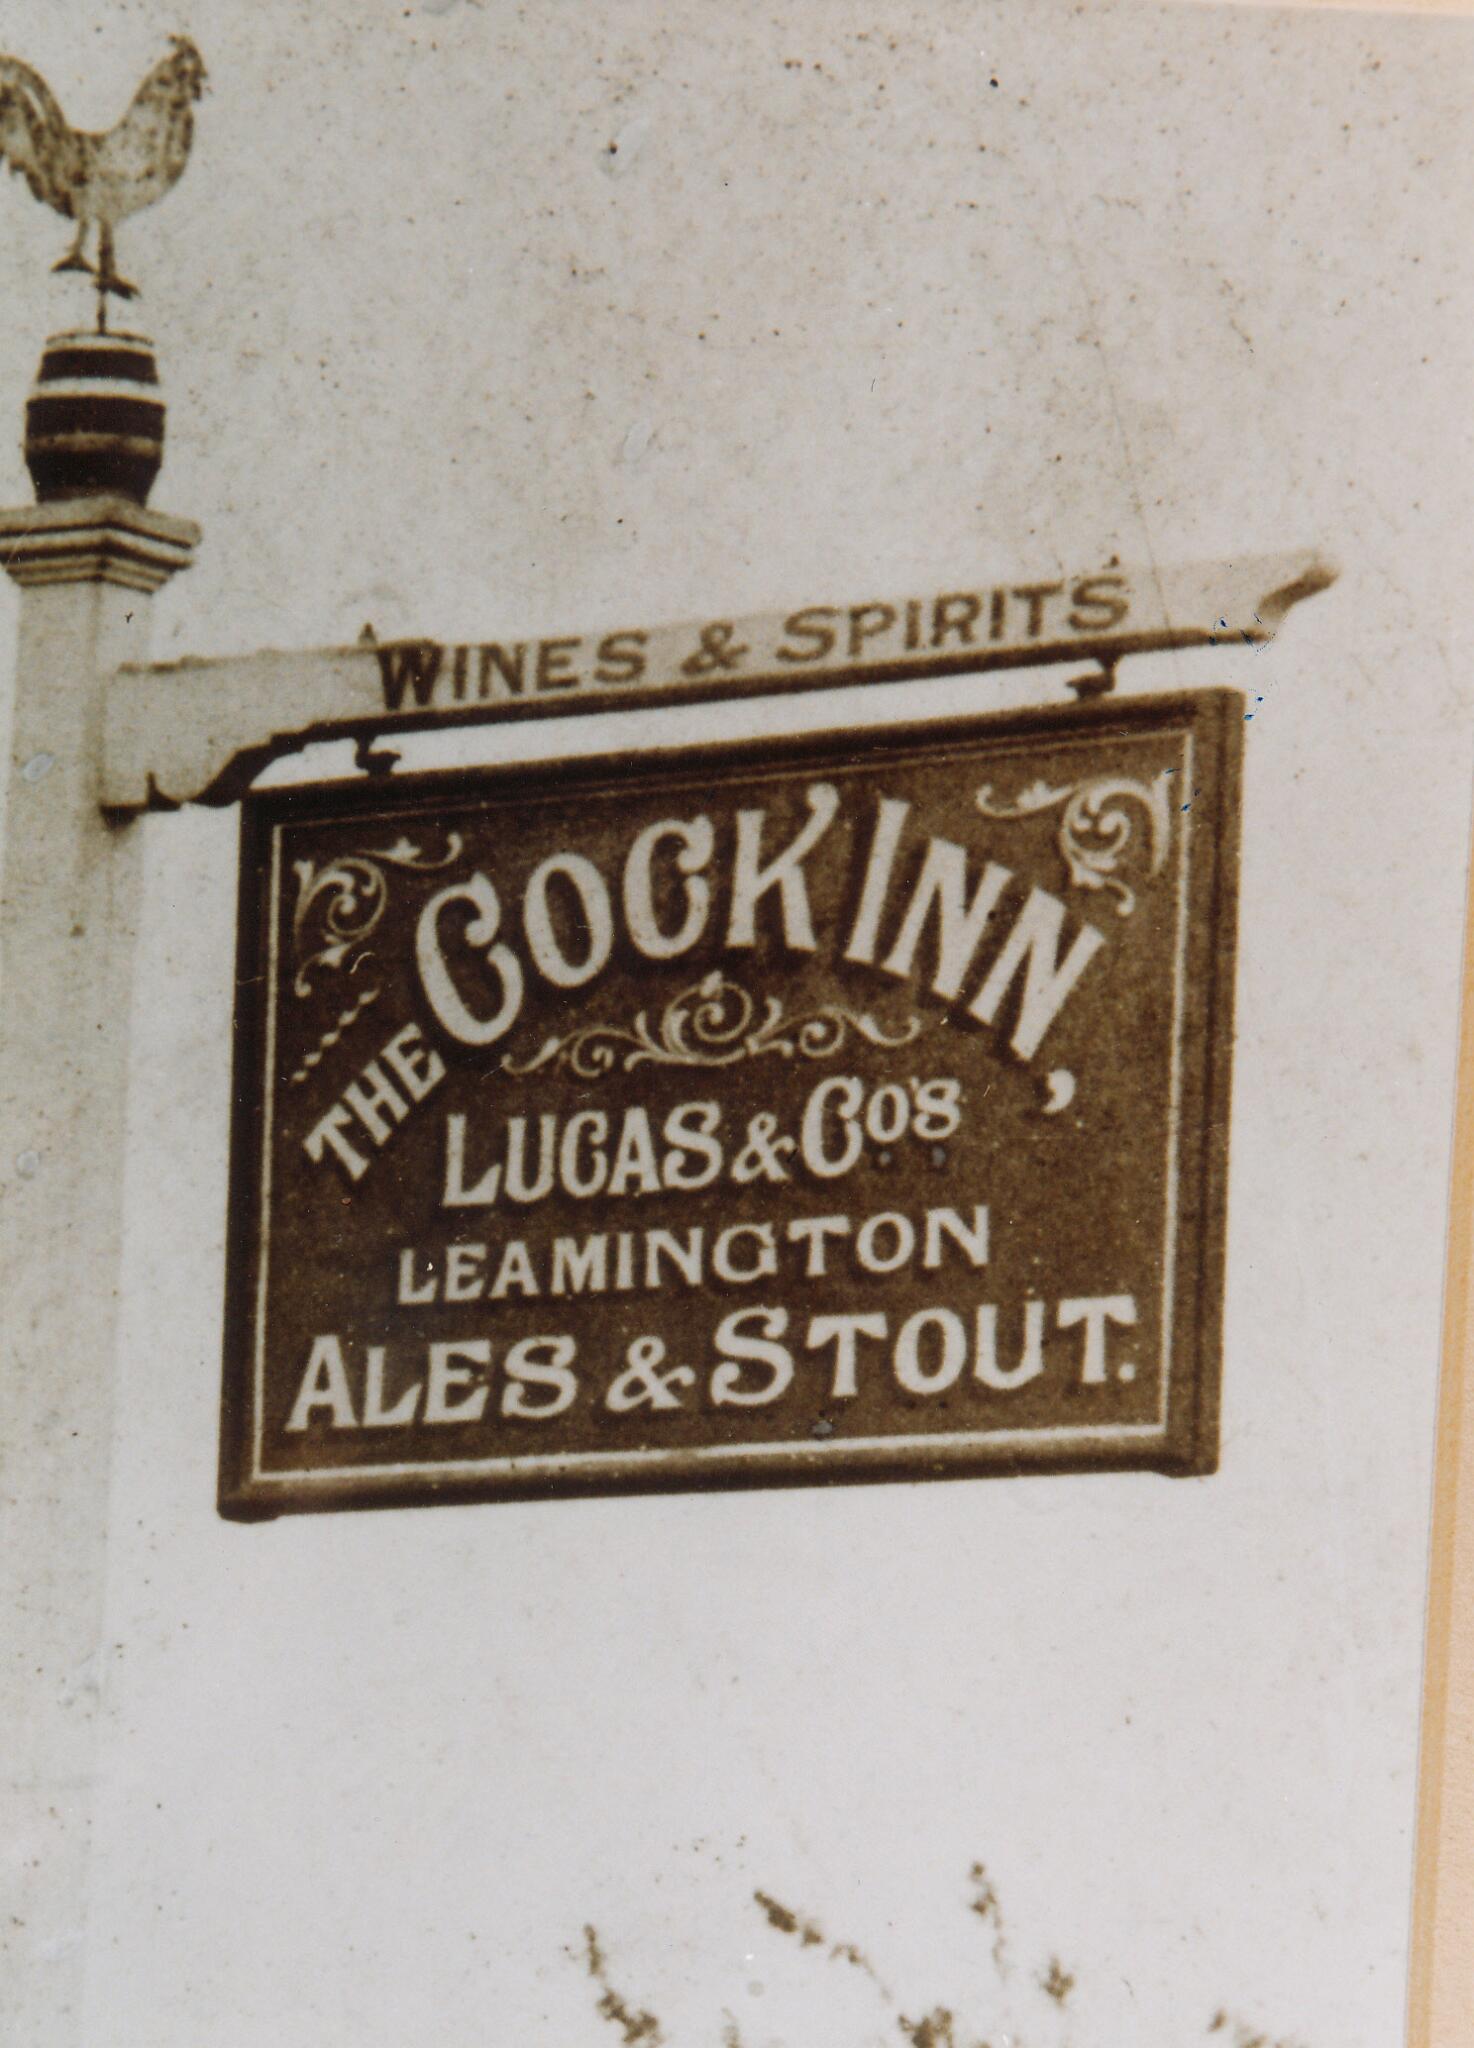 WINES & SPIRITS
THE COCK INN,
LUCAS & Co's
LEAMINGTON
ALES & STOUT.